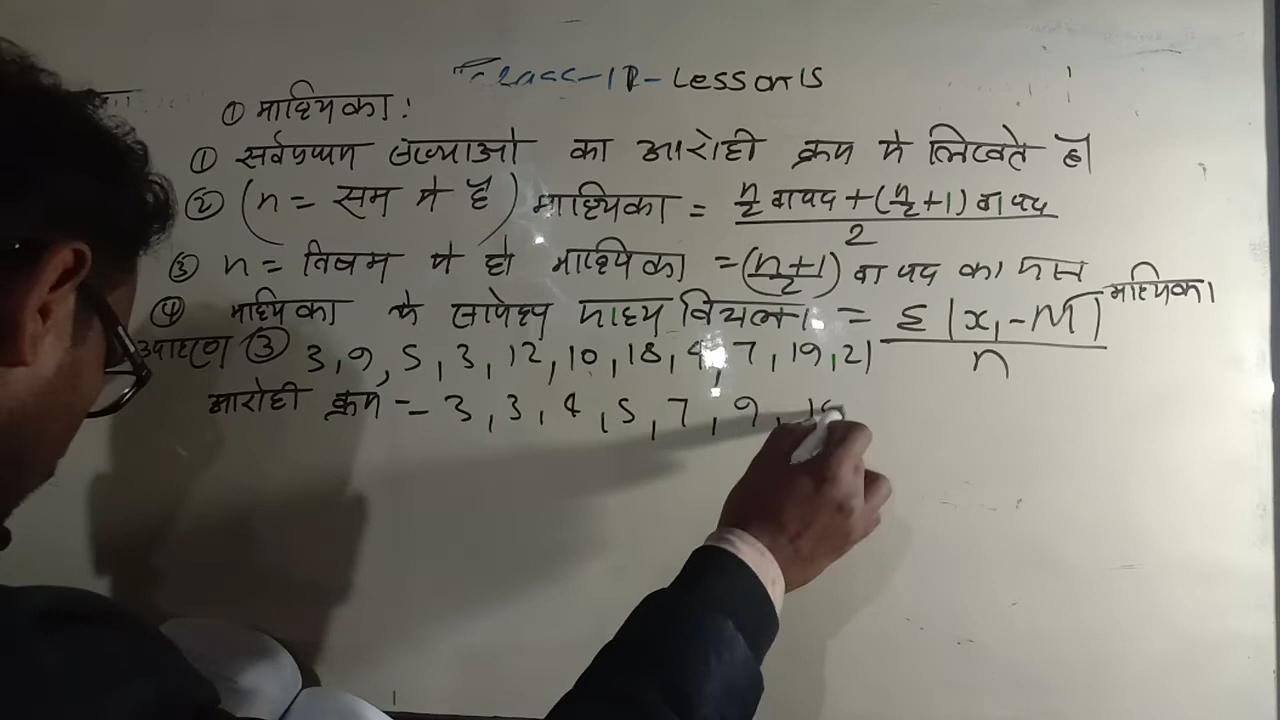 Class-11-Lesson 15
① माध्यिका:
① सर्वप्रथम संख्याओ का आरोही क्रम मे लिखते है
② (n = सम मे है) माध्यिका = n/2 वा पद + (n/2 + 1) वा पद / 2
③ n = विषम मे हो माध्यिका = (n+1/2) वा पद का मान
④ माध्यिका के सापेक्ष माध्य विचलन = Σ|xi - M| / n माध्यिका
उदाहरण ③ 3, 9, 5, 3, 12, 10, 18, 4, 7, 19, 21
आरोही क्रम - 3, 3, 4, 5, 7, 9,